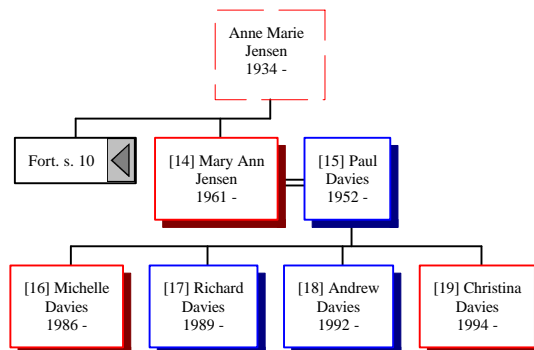 Anne Marie
Jensen
1934 -
Fort. s. 10
[14] Mary Ann
Jensen
1961 -
[15] Paul
Davies
1952 -
[16] Michelle
Davies
1986 -
[17] Richard
Davies
1989 -
[18] Andrew
Davies
1992 -
[19] Christina
Davies
1994 -